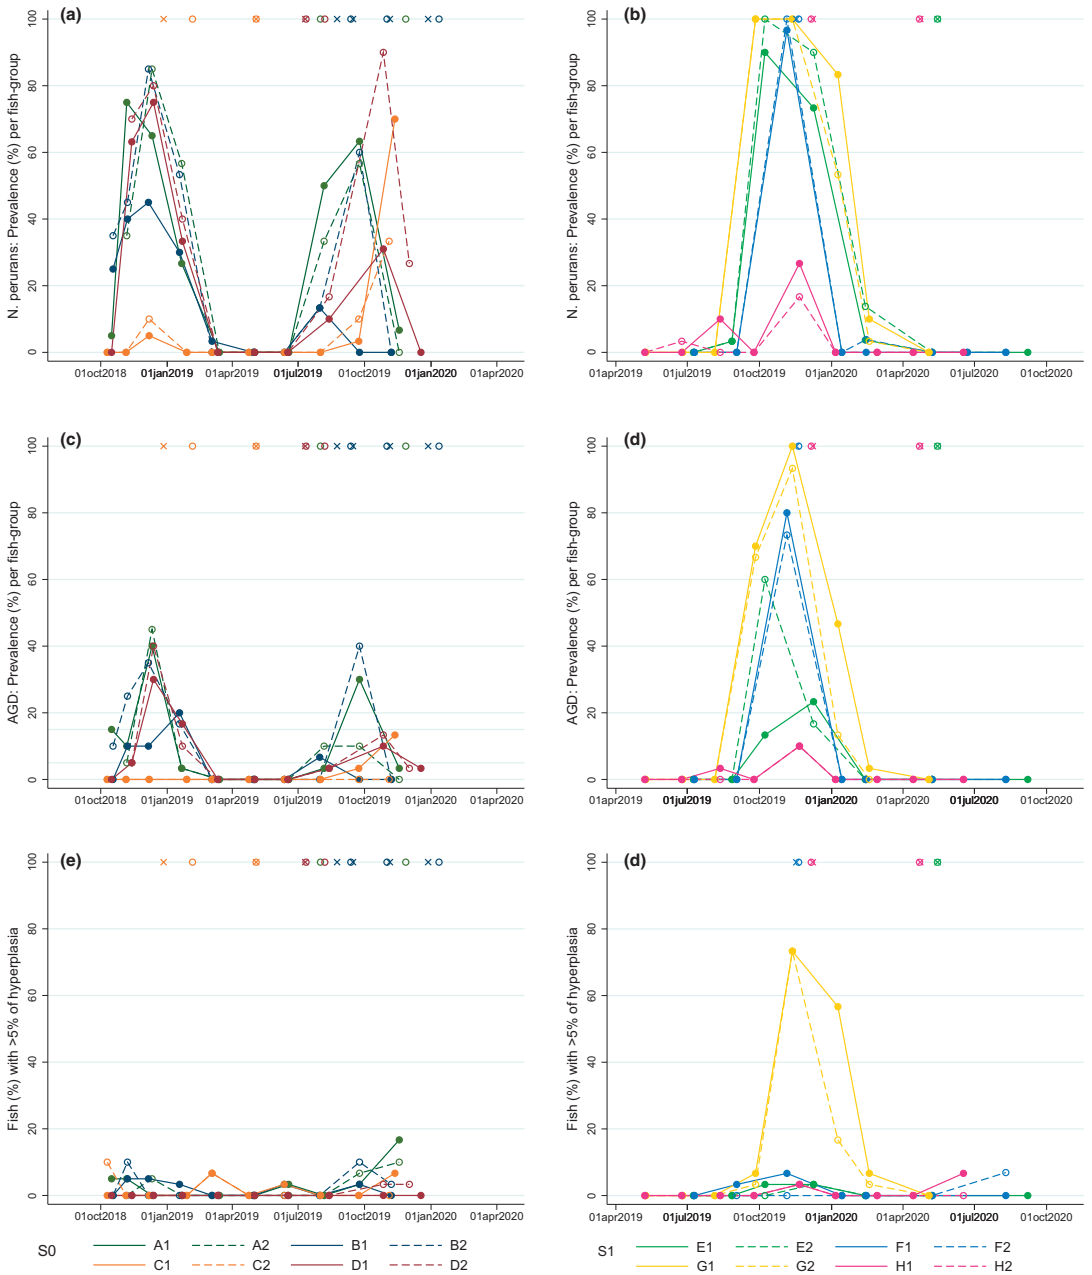 (a)
N. perurans: Prevalence (%) per fish-group
100
80
60
40
20
0
01oct2018 01jan2019 01apr2019 01jul2019 01oct2019 01jan2020 01apr2020
(b)
N. perurans: Prevalence (%) per fish-group
100
80
60
40
20
0
01apr2019 01jul2019 01oct2019 01jan2020 01apr2020 01jul2020 01oct2020
(c)
AGD: Prevalence (%) per fish-group
100
80
60
40
20
0
01oct2018 01jan2019 01apr2019 01jul2019 01oct2019 01jan2020 01apr2020
(d)
AGD: Prevalence (%) per fish-group
100
80
60
40
20
0
01apr2019 01jul2019 01oct2019 01jan2020 01apr2020 01jul2020 01oct2020
(e)
Fish (%) with >5% of hyperplasia
100
80
60
40
20
0
01oct2018 01jan2019 01apr2019 01jul2019 01oct2019 01jan2020 01apr2020
(d)
Fish (%) with >5% of hyperplasia
100
80
60
40
20
0
01apr2019 01jul2019 01oct2019 01jan2020 01apr2020 01jul2020 01oct2020
S0 A1 A2 B1 B2
C1 C2 D1 D2
S1 E1 E2 F1 F2
G1 G2 H1 H2